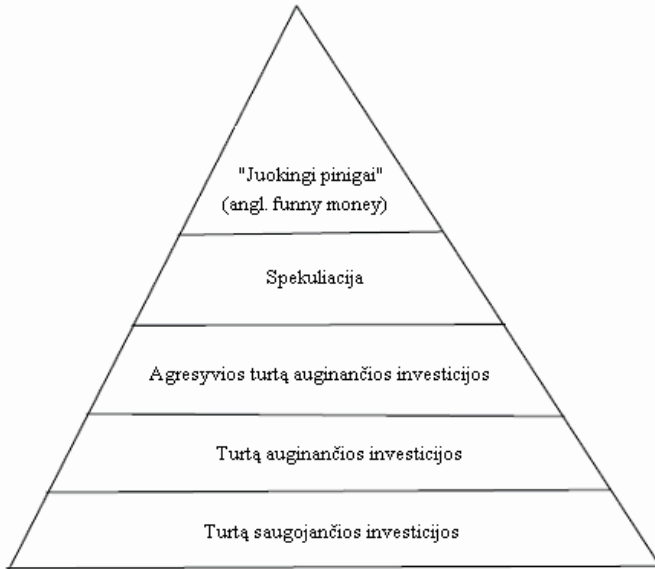 "Juokingi pinigai"
(angl. funny money)
Spekuliacija
Agresyvios turtą auginančios investicijos
Turtą auginančios investicijos
Turtą saugojančios investicijos